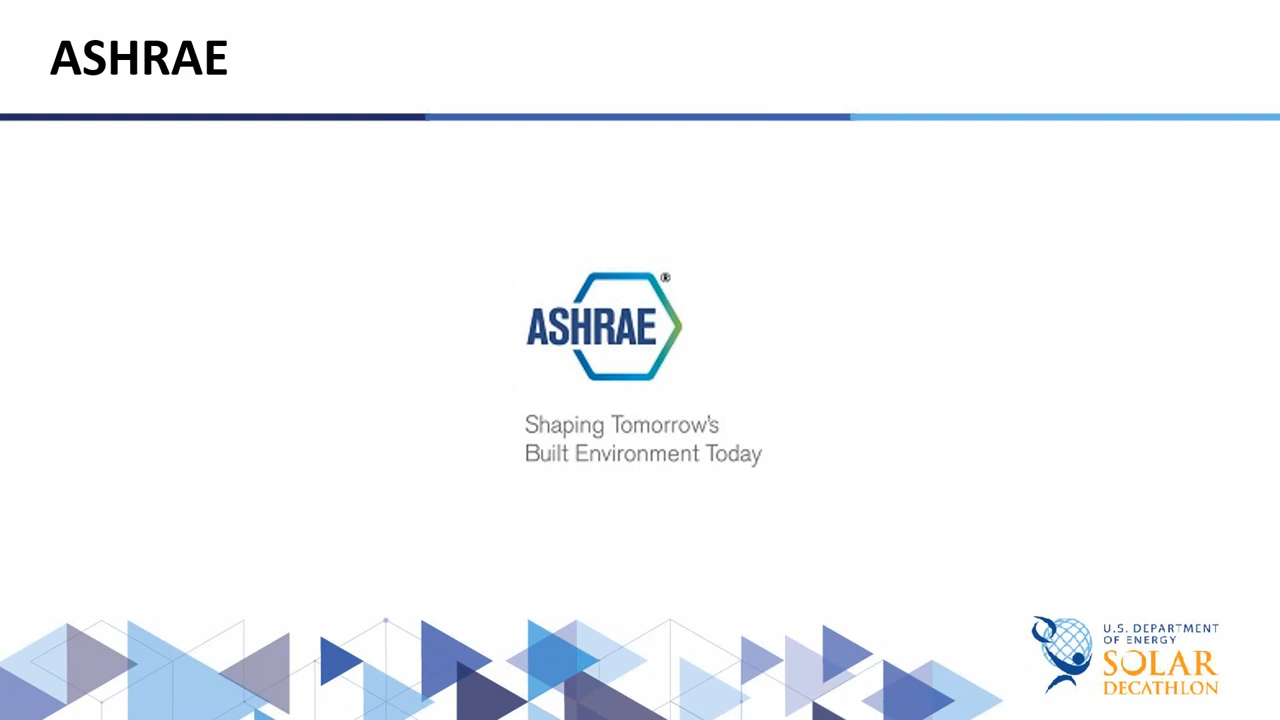 ASHRAE
ASHRAE®
Shaping Tomorrow's
Built Environment Today
U.S. DEPARTMENT
OF ENERGY
SOLAR
DECATHLON